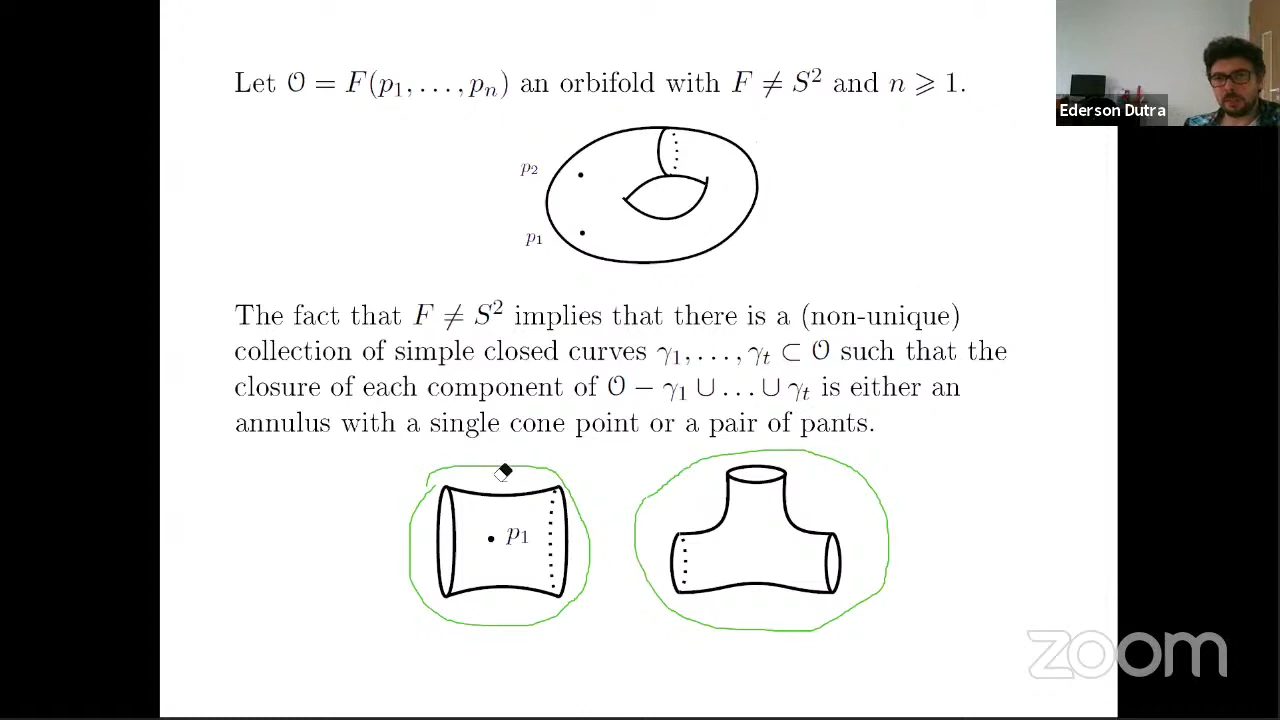 Let 𝒪 = F(p₁, . . . , pₙ) an orbifold with F ≠ S² and n ⩾ 1.
Ederson Dutra
p₂
p₁
The fact that F ≠ S² implies that there is a (non-unique)
collection of simple closed curves γ₁, . . . , γₜ ⊂ 𝒪 such that the
closure of each component of 𝒪 − γ₁ ∪ . . . ∪ γₜ is either an
annulus with a single cone point or a pair of pants.
p₁
zoom